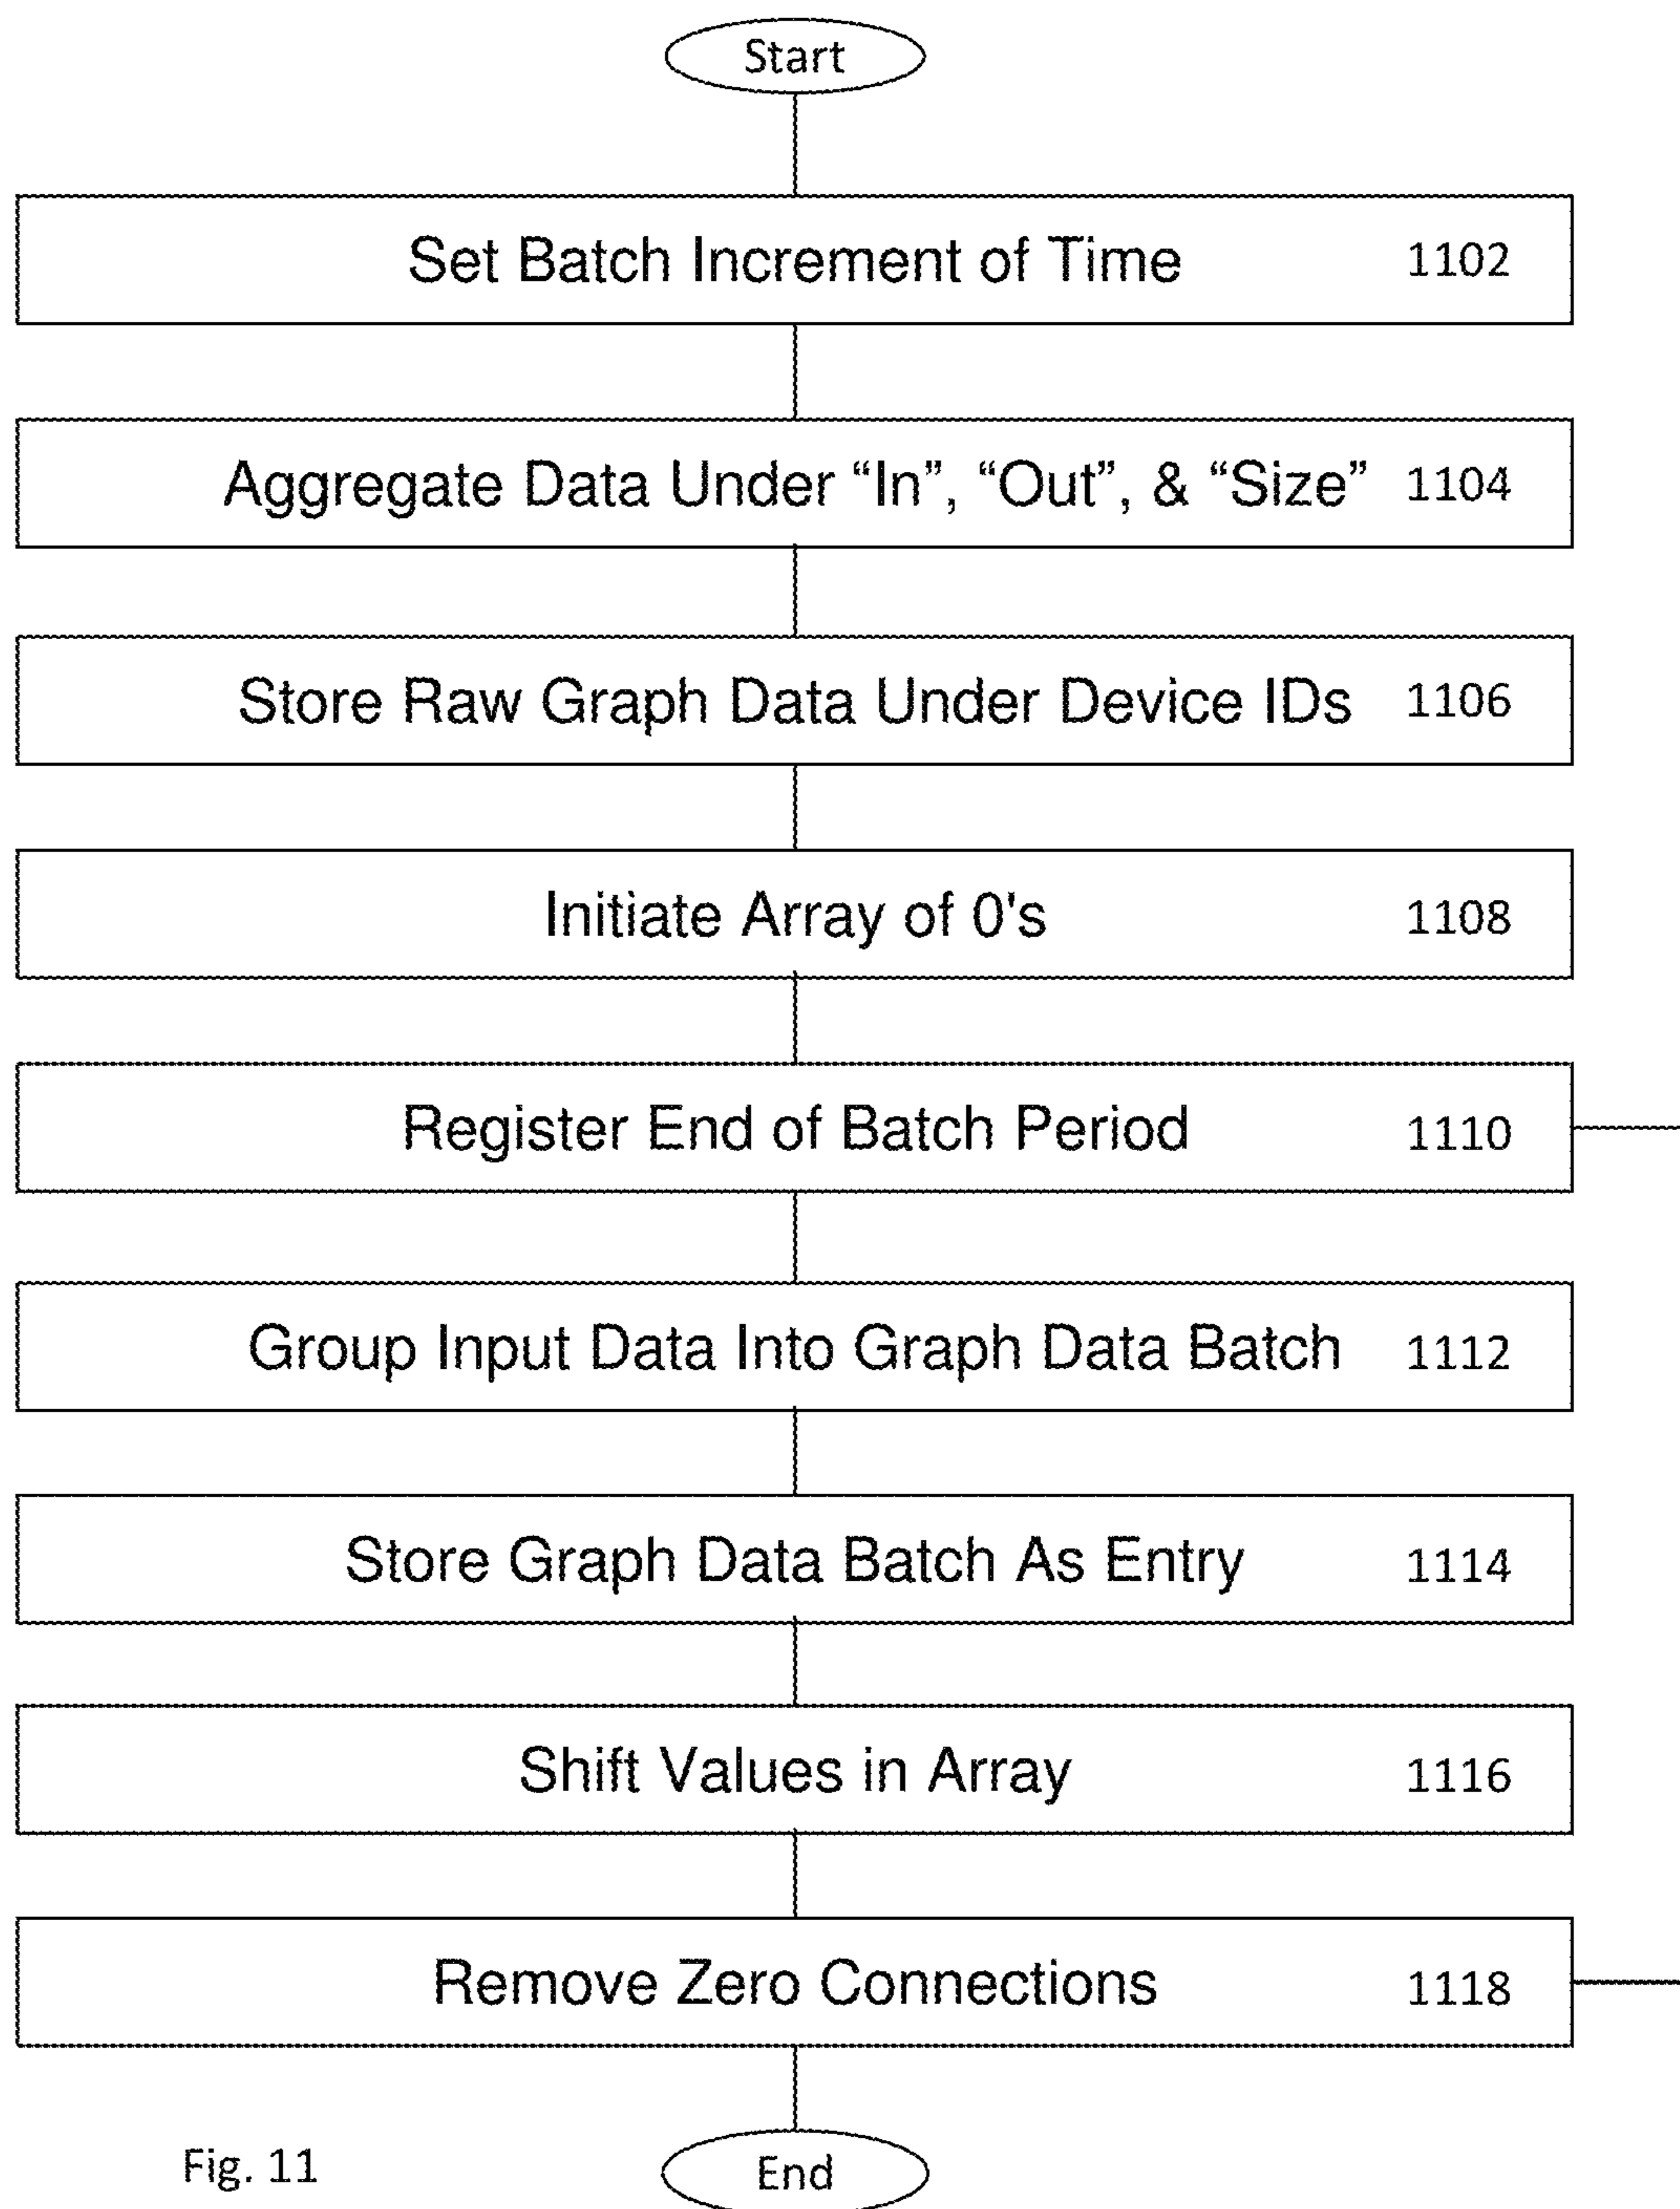 Start
Set Batch Increment of Time 1102
Aggregate Data Under “In”, “Out”, & “Size” 1104
Store Raw Graph Data Under Device IDs 1106
Initiate Array of 0's 1108
Register End of Batch Period 1110
Group Input Data Into Graph Data Batch 1112
Store Graph Data Batch As Entry 1114
Shift Values in Array 1116
Remove Zero Connections 1118
Fig. 11
End